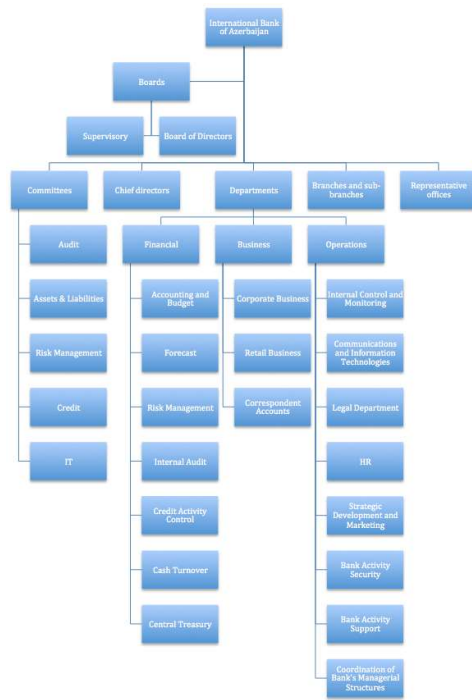 International Bank
of Azerbaijan
Boards
Supervisory
Board of Directors
Committees
Chief directors
Departments
Branches and sub-
branches
Representative
offices
Audit
Assets & Liabilities
Risk Management
Credit
IT
Financial
Accounting and
Budget
Forecast
Risk Management
Internal Audit
Credit Activity
Control
Cash Turnover
Central Treasury
Business
Corporate Business
Retail Business
Correspondent
Accounts
Operations
Internal Control and
Monitoring
Communications
and Information
Technologies
Legal Department
HR
Strategic
Development and
Marketing
Bank Activity
Security
Bank Activity
Support
Coordination of
Bank's Managerial
Structures